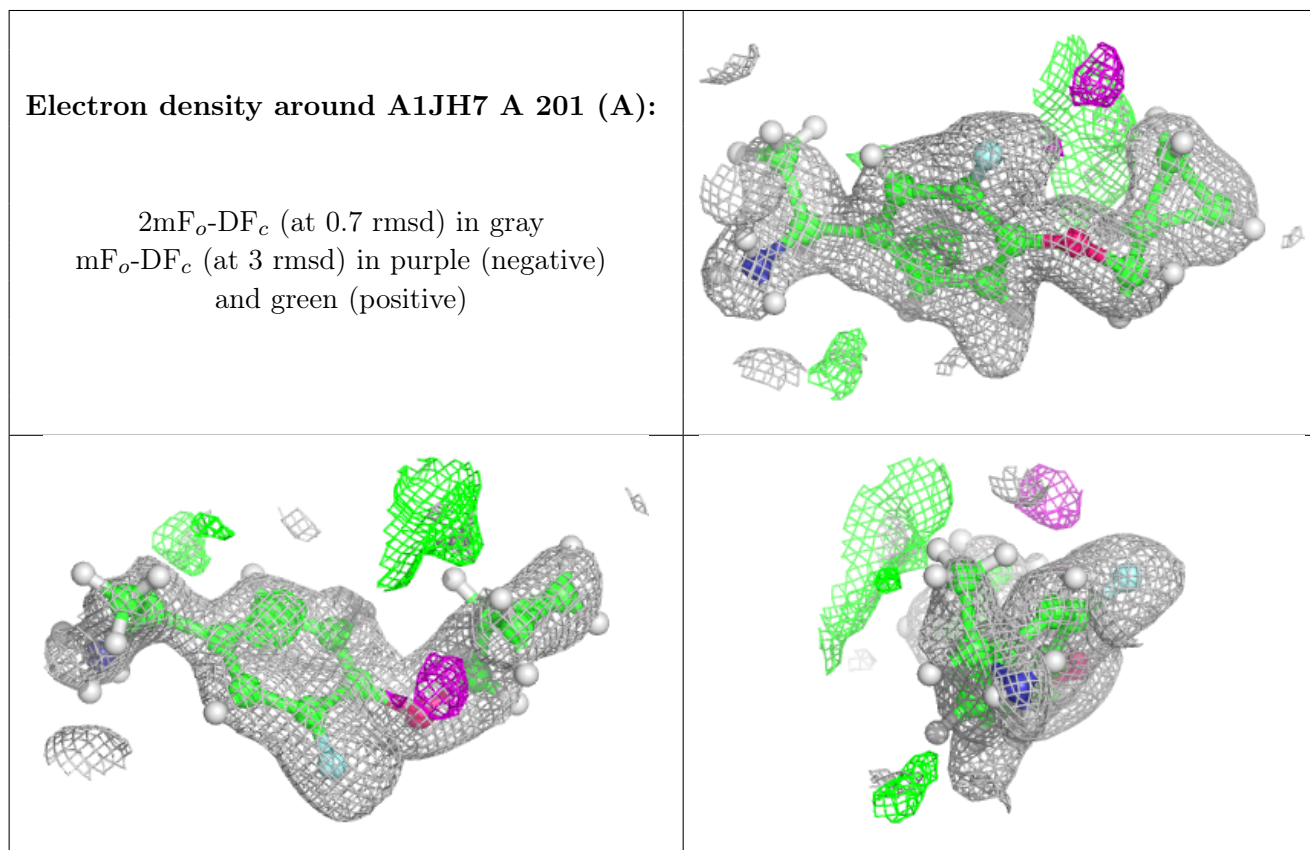 Electron density around A1JH7 A 201 (A):
2mFo-DFc (at 0.7 rmsd) in gray
mFo-DFc (at 3 rmsd) in purple (negative)
and green (positive)